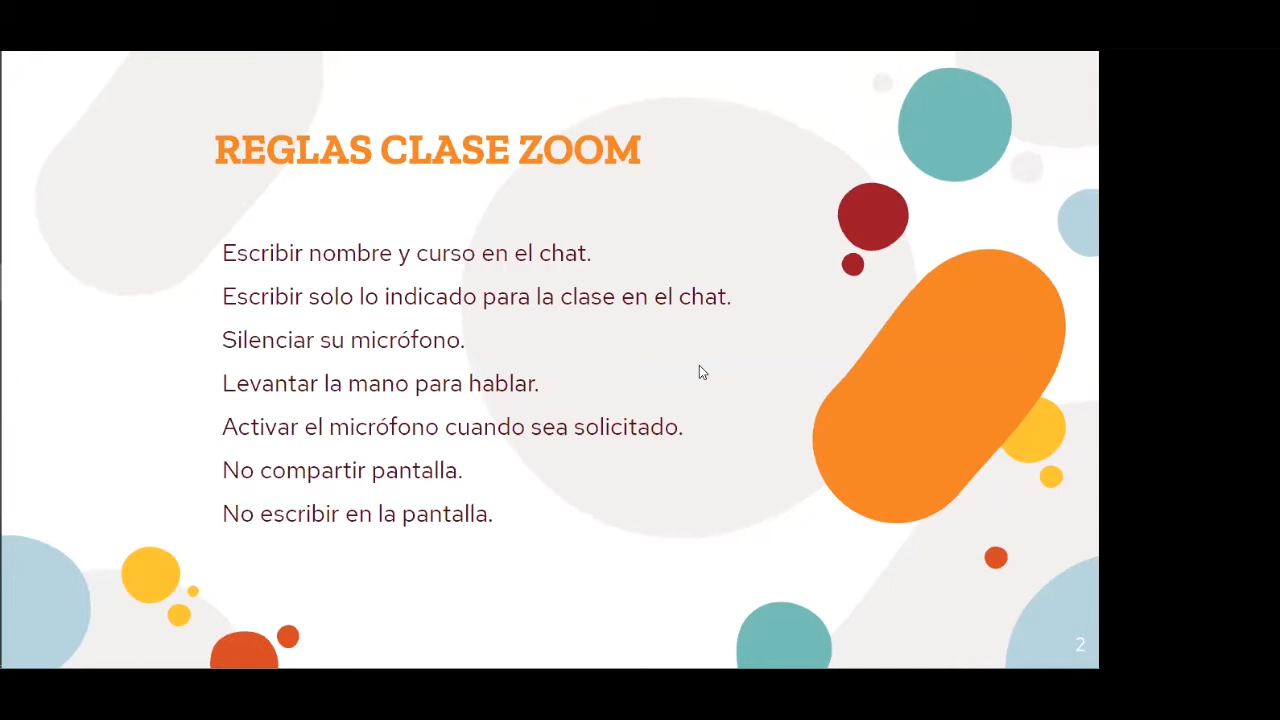 REGLAS CLASE ZOOM
Escribir nombre y curso en el chat.
Escribir solo lo indicado para la clase en el chat.
Silenciar su micrófono.
Levantar la mano para hablar.
Activar el micrófono cuando sea solicitado.
No compartir pantalla.
No escribir en la pantalla.
2